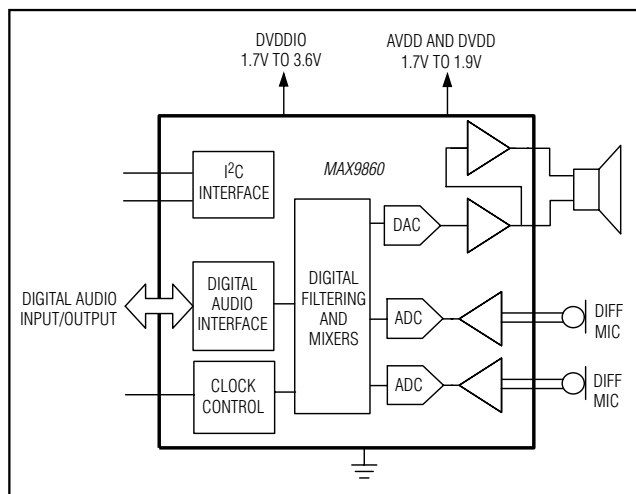 DVDDIO
1.7V TO 3.6V
AVDD AND DVDD
1.7V TO 1.9V
I²C
INTERFACE
MAX9860
DAC
DIGITAL AUDIO
INPUT/OUTPUT
DIGITAL
AUDIO
INTERFACE
DIGITAL
FILTERING
AND
MIXERS
ADC
DIFF
MIC
CLOCK
CONTROL
ADC
DIFF
MIC